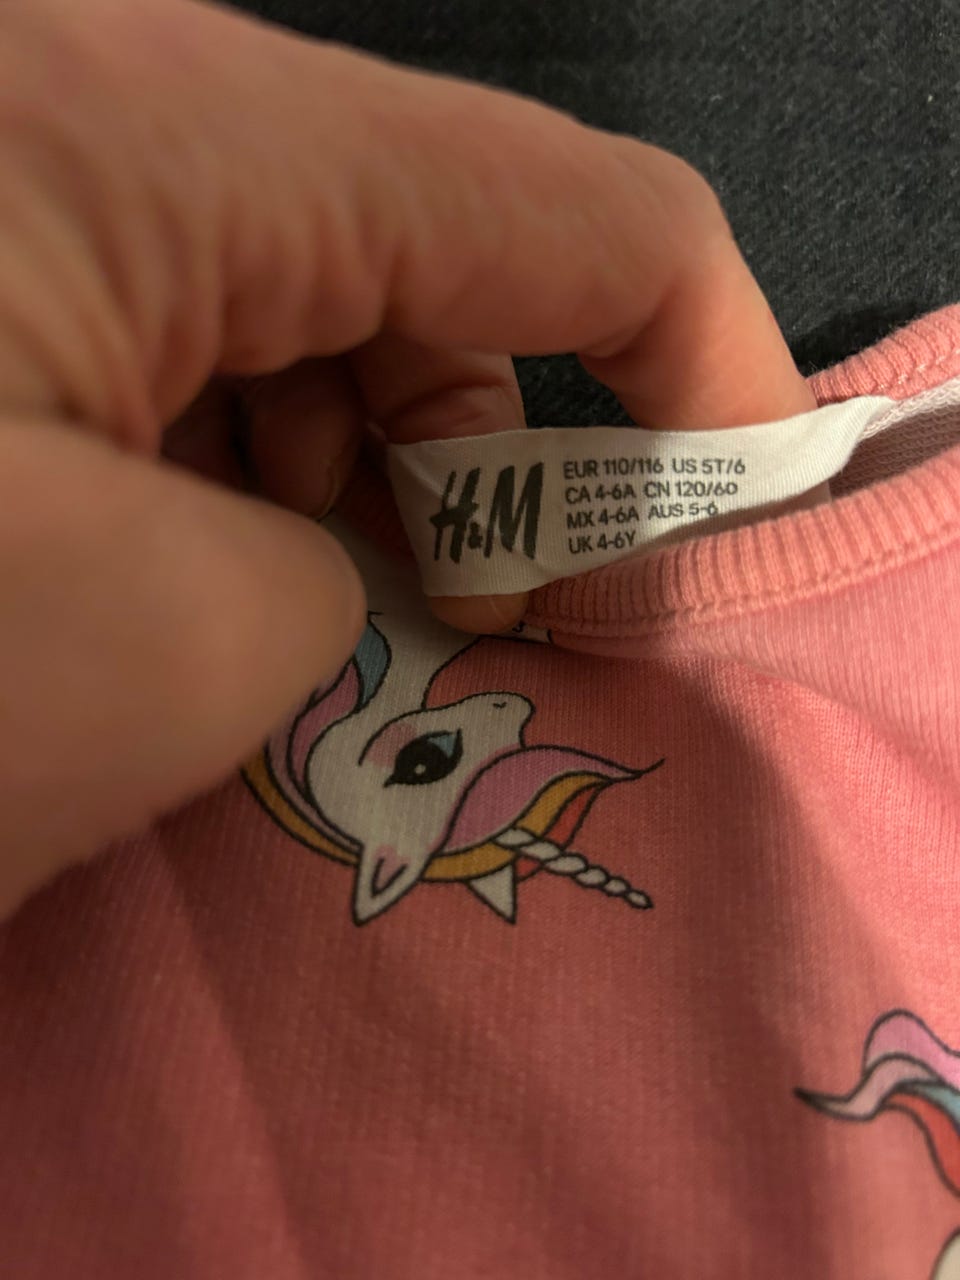 H&M
EUR 110/116 US 5T/6
CA 4-6A CN 120/60
MX 4-6A AUS 5-6
UK 4-6Y